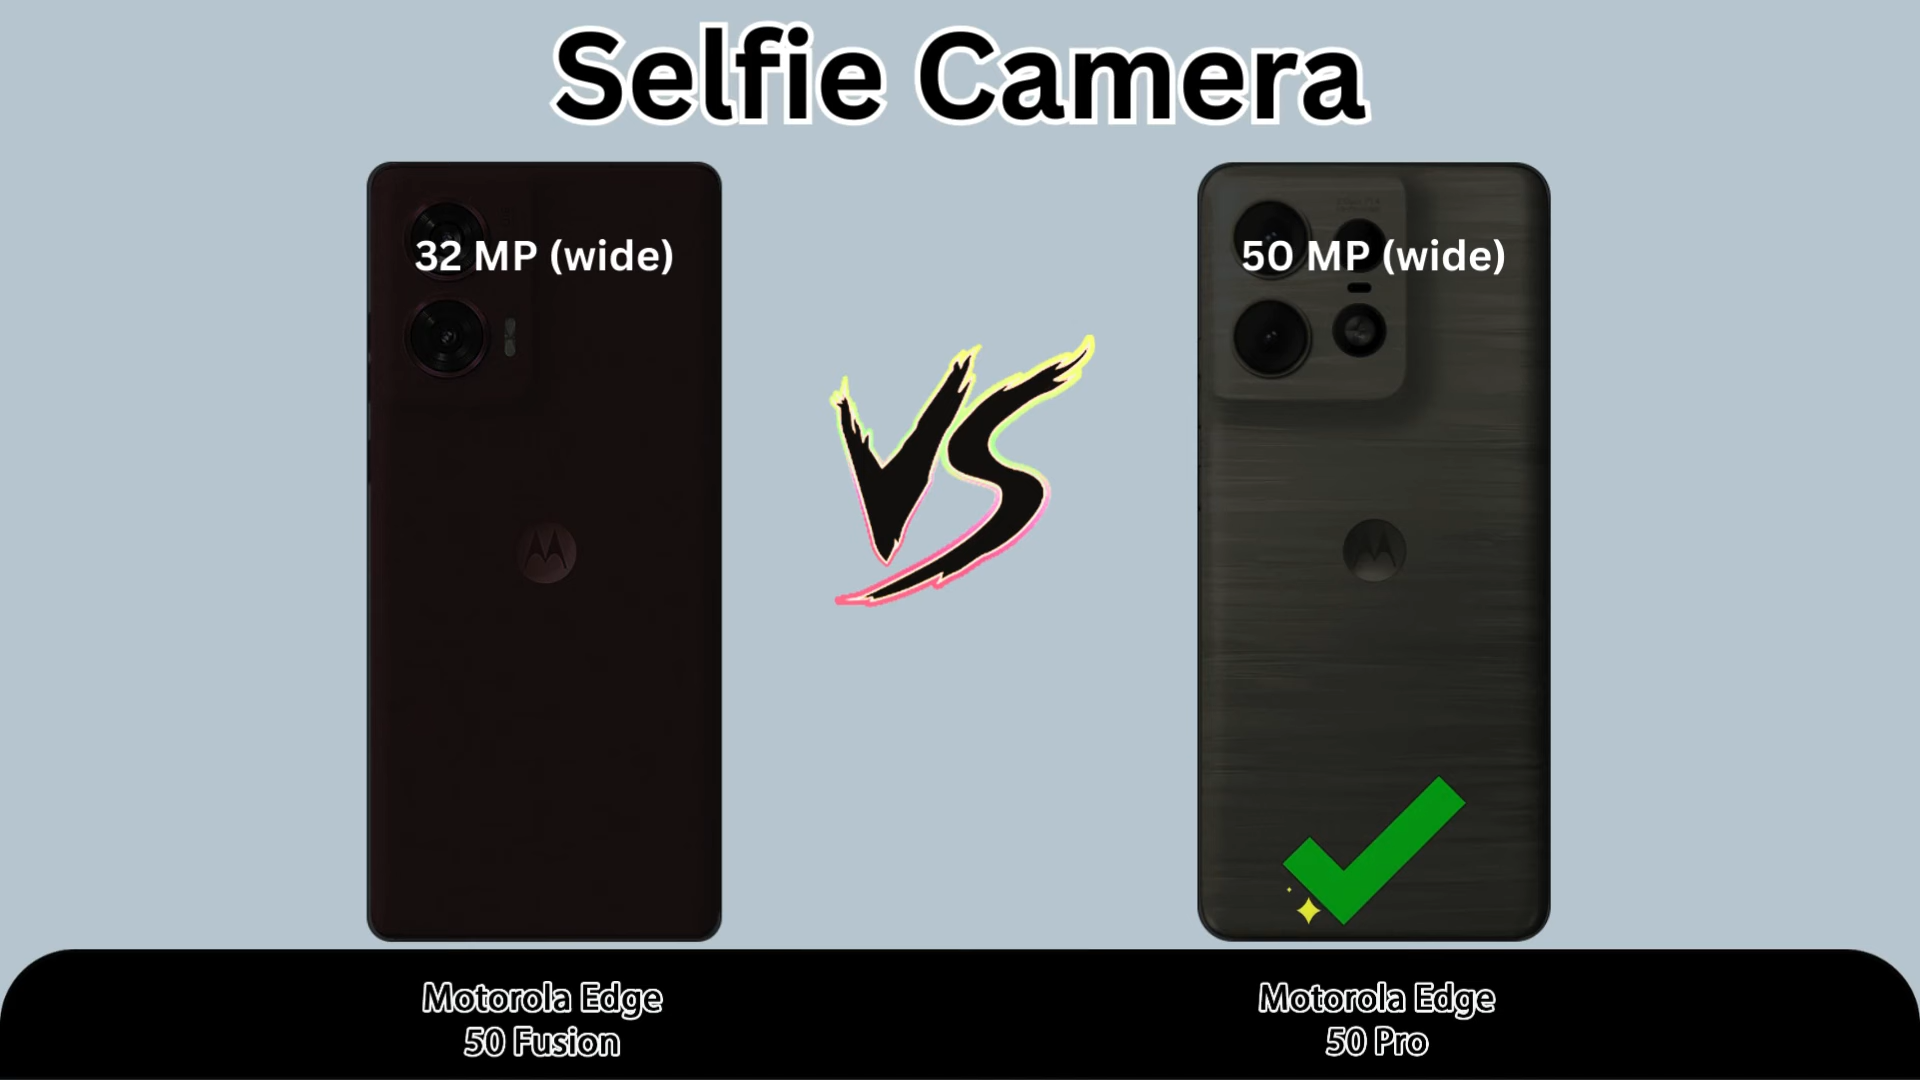 Selfie Camera
32 MP (wide)
50 MP (wide)
VS
Motorola Edge
50 Fusion
Motorola Edge
50 Pro